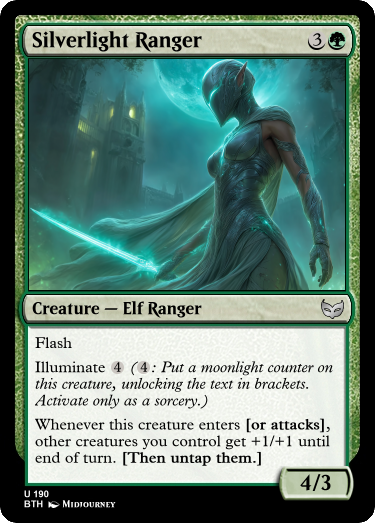 Silverlight Ranger 3
Creature — Elf Ranger
Flash
Illuminate 4 (4: Put a moonlight counter on
this creature, unlocking the text in brackets.
Activate only as a sorcery.)
Whenever this creature enters [or attacks],
other creatures you control get +1/+1 until
end of turn. [Then untap them.]
4/3
U 190
BTH Midjourney